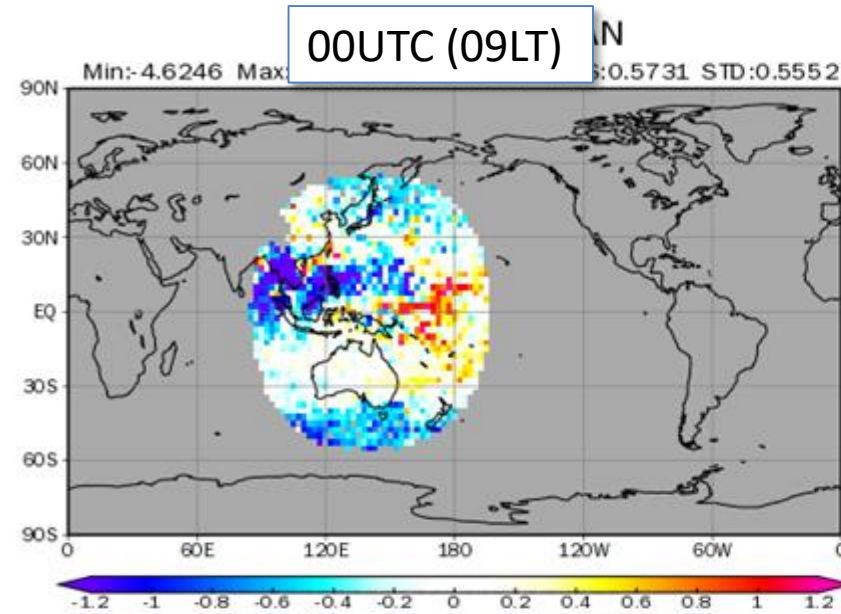 00UTC (09LT)
Min:-4.6246 Max: :0.5731 STD:0.5552
90N
60N
30N
EQ
30S
60S
90S
0 60E 120E 180 120W 60W 0
-1.2 -1 -0.8 -0.6 -0.4 -0.2 0 0.2 0.4 0.6 0.8 1 1.2